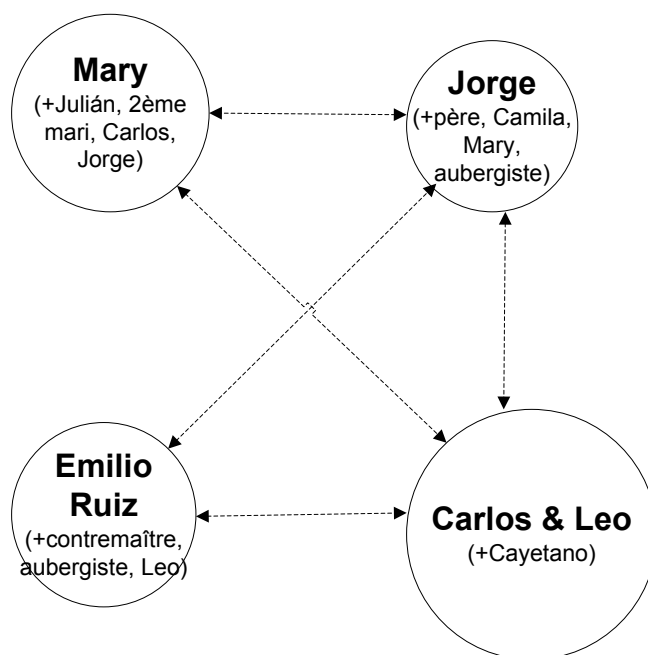 Mary
(+Julián, 2ème
mari, Carlos,
Jorge)
Jorge
(+père, Camila,
Mary,
aubergiste)
Emilio
Ruiz
(+contremaître,
aubergiste, Leo)
Carlos & Leo
(+Cayetano)